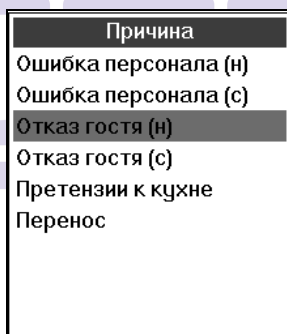 Причина
Ошибка персонала (н)
Ошибка персонала (с)
Отказ гостя (н)
Отказ гостя (с)
Претензии к кухне
Перенос